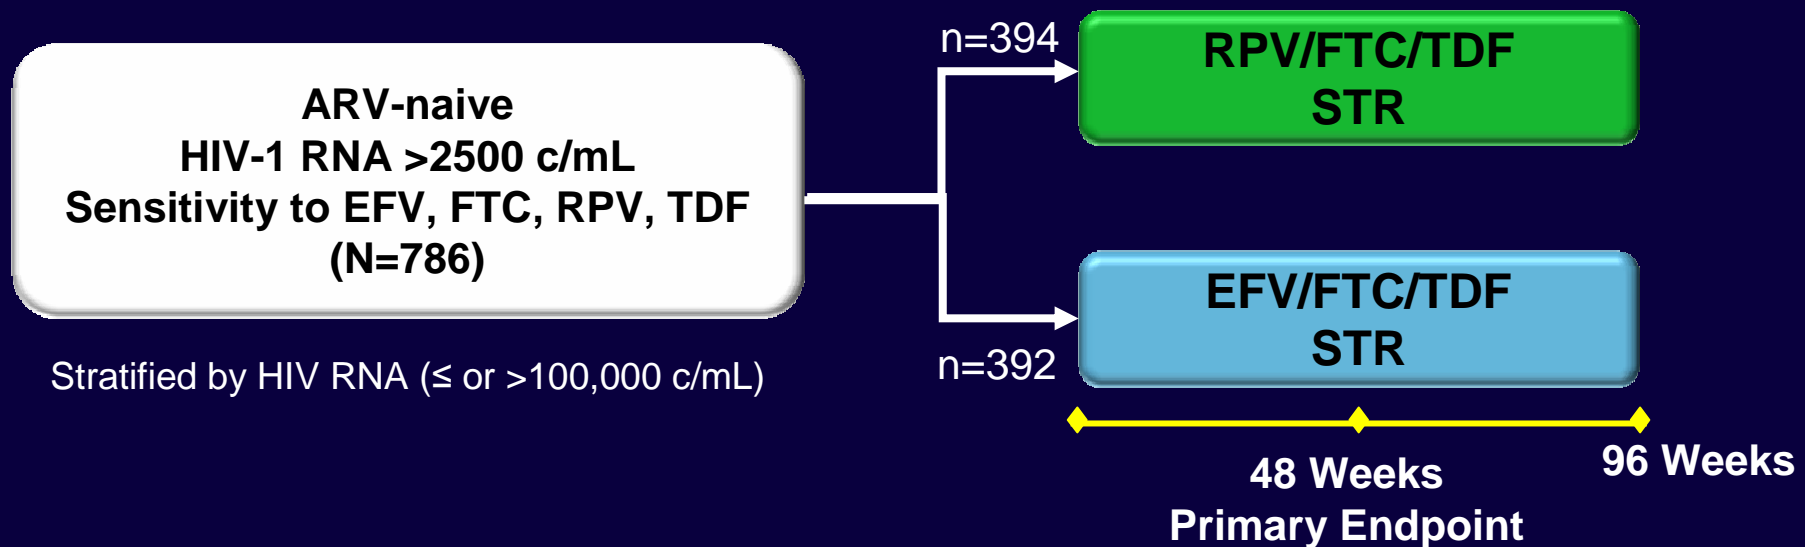 ARV-naive
HIV-1 RNA >2500 c/mL
Sensitivity to EFV, FTC, RPV, TDF
(N=786)
Stratified by HIV RNA (≤ or >100,000 c/mL)
n=394
RPV/FTC/TDF
STR
n=392
EFV/FTC/TDF
STR
48 Weeks
Primary Endpoint
96 Weeks